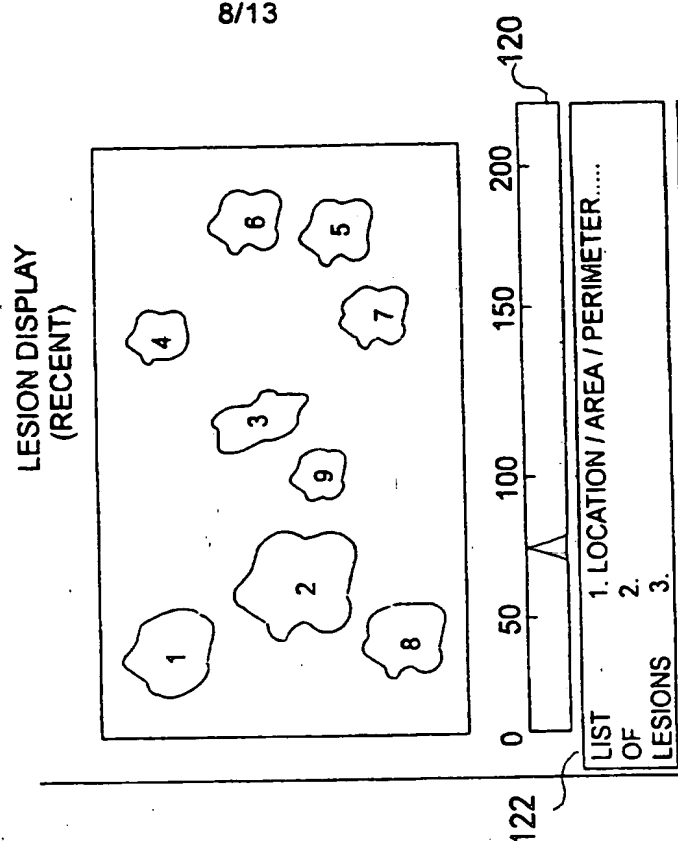 8/13
LESION DISPLAY
(RECENT)
1
2
3
4
5
6
7
8
9
0 50 100 150 200
120
122
LIST 1. LOCATION / AREA / PERIMETER.....
OF 2.
LESIONS 3.